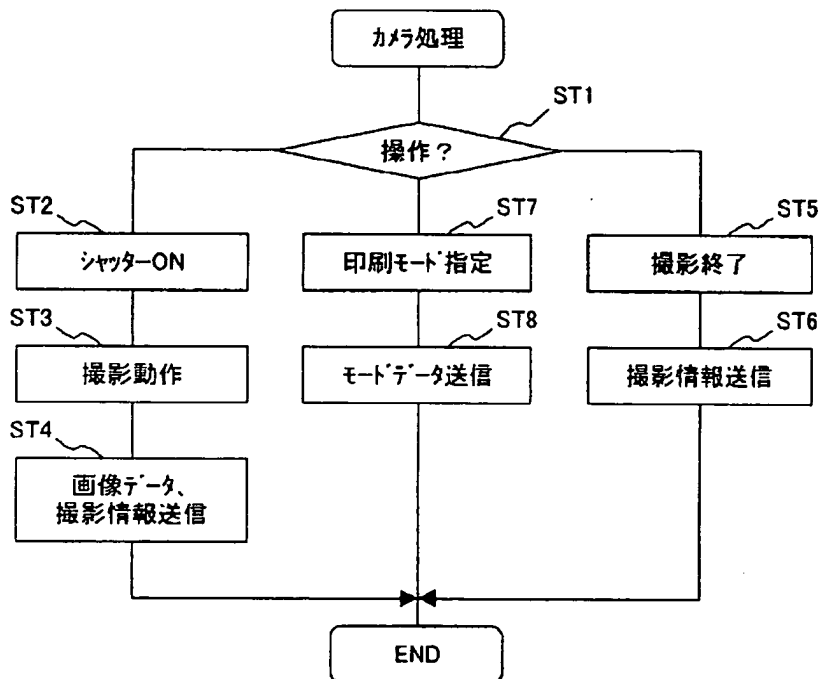 カメラ処理
ST1
操作?
ST2
シャッターON
ST3
撮影動作
ST4
画像データ、
撮影情報送信
ST7
印刷モード指定
ST8
モードデータ送信
ST5
撮影終了
ST6
撮影情報送信
END